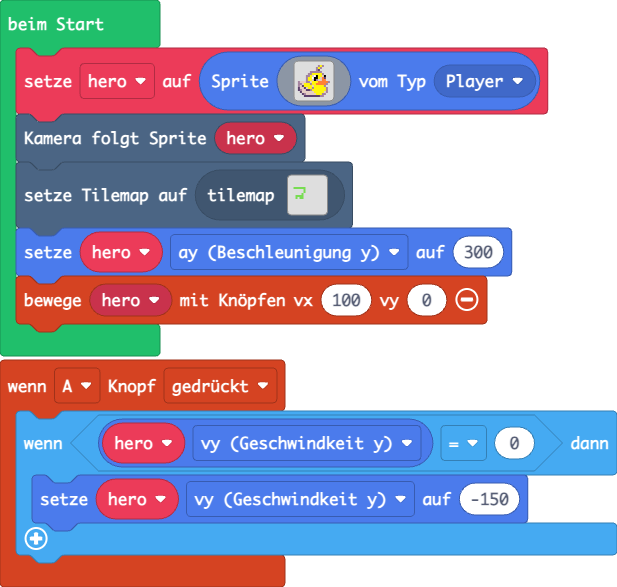 beim Start
setze hero auf Sprite vom Typ Player
Kamera folgt Sprite hero
setze Tilemap auf tilemap
setze hero ay (Beschleunigung y) auf 300
bewege hero mit Knöpfen vx 100 vy 0
wenn A Knopf gedrückt
wenn hero vy (Geschwindkeit y) = 0 dann
setze hero vy (Geschwindkeit y) auf -150